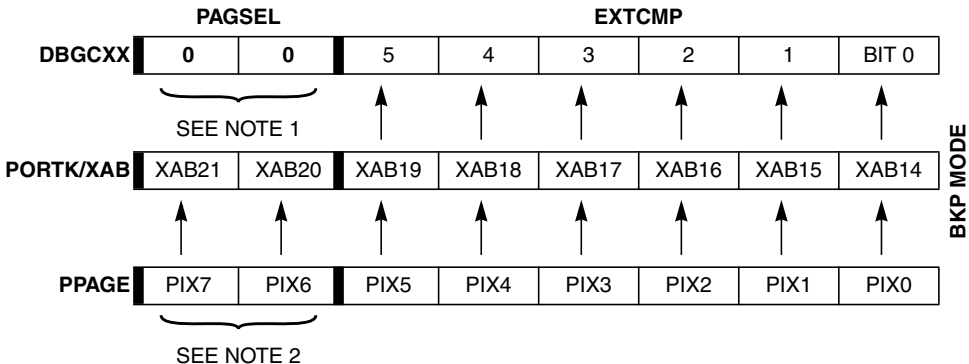 PAGSEL EXTCMP
DBGCXX 0 0 5 4 3 2 1 BIT 0
SEE NOTE 1
PORTK/XAB XAB21 XAB20 XAB19 XAB18 XAB17 XAB16 XAB15 XAB14
BKP MODE
PPAGE PIX7 PIX6 PIX5 PIX4 PIX3 PIX2 PIX1 PIX0
SEE NOTE 2